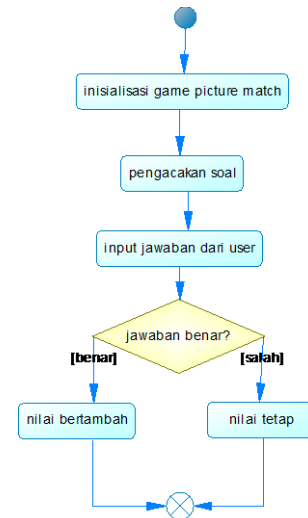 inisialisasi game picture match
pengacakan soal
input jawaban dari user
jawaban benar?
[benar]
[salah]
nilai bertambah
nilai tetap